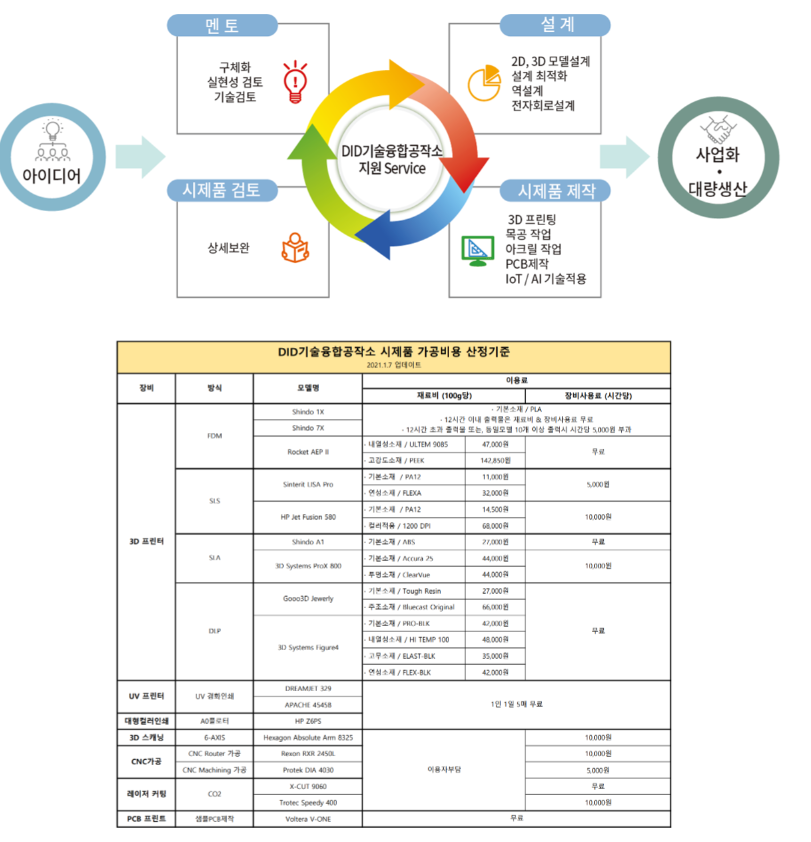 멘 토
구체화
실현성 검토
기술검토
설 계
2D, 3D 모델설계
설계 최적화
역설계
전자회로설계
아이디어
DID기술융합공작소
지원 Service
사업화
·
대량생산
시제품 검토
상세보완
시제품 제작
3D 프린팅
목공 작업
아크릴 작업
PCB제작
IoT / AI 기술적용
DID기술융합공작소 시제품 가공비용 산정기준
2021.1.7 업데이트
장비 방식 모델명 이용료
재료비 (100g당) 장비사용료 (시간당)
3D 프린터
FDM
Shindo 1X
Shindo 7X
- 기본소재 / PLA
- 12시간 이내 출력물은 재료비 & 장비사용료 무료
- 12시간 초과 출력물 또는, 동일모델 10개 이상 출력시 시간당 5,000원 부과
Rocket AEP II
- 내열성소재 / ULTEM 9085 47,000원 무료
- 고강도소재 / PEEK 142,850원
SLS
Sinterit LISA Pro
- 기본소재 / PA12 11,000원 5,000원
- 연성소재 / FLEXA 32,000원
HP Jet Fusion 580
- 기본소재 / PA12 14,500원 10,000원
- 컬러적용 / 1200 DPI 68,000원
SLA
Shindo A1 - 기본소재 / ABS 27,000원 무료
3D Systems ProX 800
- 기본소재 / Accura 25 44,000원 10,000원
- 투명소재 / ClearVue 44,000원
DLP
Gooo3D Jewerly
- 기본소재 / Tough Resin 27,000원
- 주조소재 / Bluecast Original 66,000원
3D Systems Figure4
- 기본소재 / PRO-BLK 42,000원
- 내열성소재 / HI TEMP 100 48,000원
- 고무소재 / ELAST-BLK 35,000원
- 연성소재 / FLEX-BLK 42,000원
무료
UV 프린터 UV 경화인쇄 DREAMJET 329
APACHE 4545B
1인 1일 5매 무료
대형컬러인쇄 A0플로터 HP Z6PS
3D 스캐닝 6-AXIS Hexagon Absolute Arm 8325 10,000원
CNC가공
CNC Router 가공 Rexon RXR 2450L 10,000원
CNC Machining 가공 Protek DIA 4030 이용자부담 5,000원
레이저 커팅 CO2
X-CUT 9060 무료
Trotec Speedy 400 10,000원
PCB 프린트 샘플PCB제작 Voltera V-ONE 무료